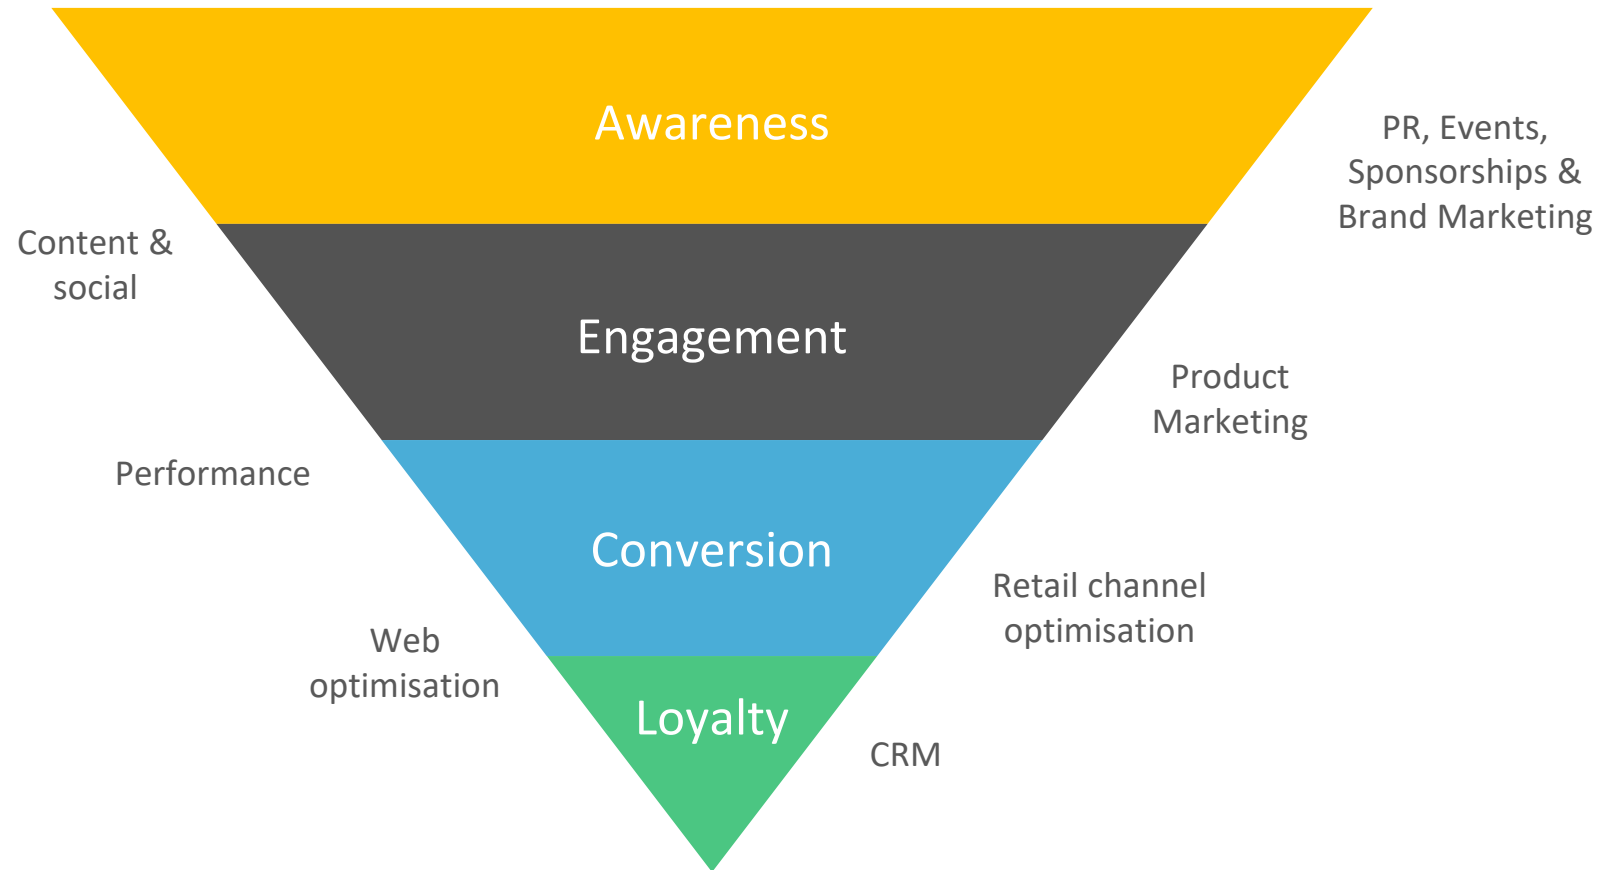 Awareness
PR, Events,
Sponsorships &
Brand Marketing
Content &
social
Engagement
Product
Marketing
Performance
Conversion
Retail channel
optimisation
Web
optimisation
Loyalty
CRM